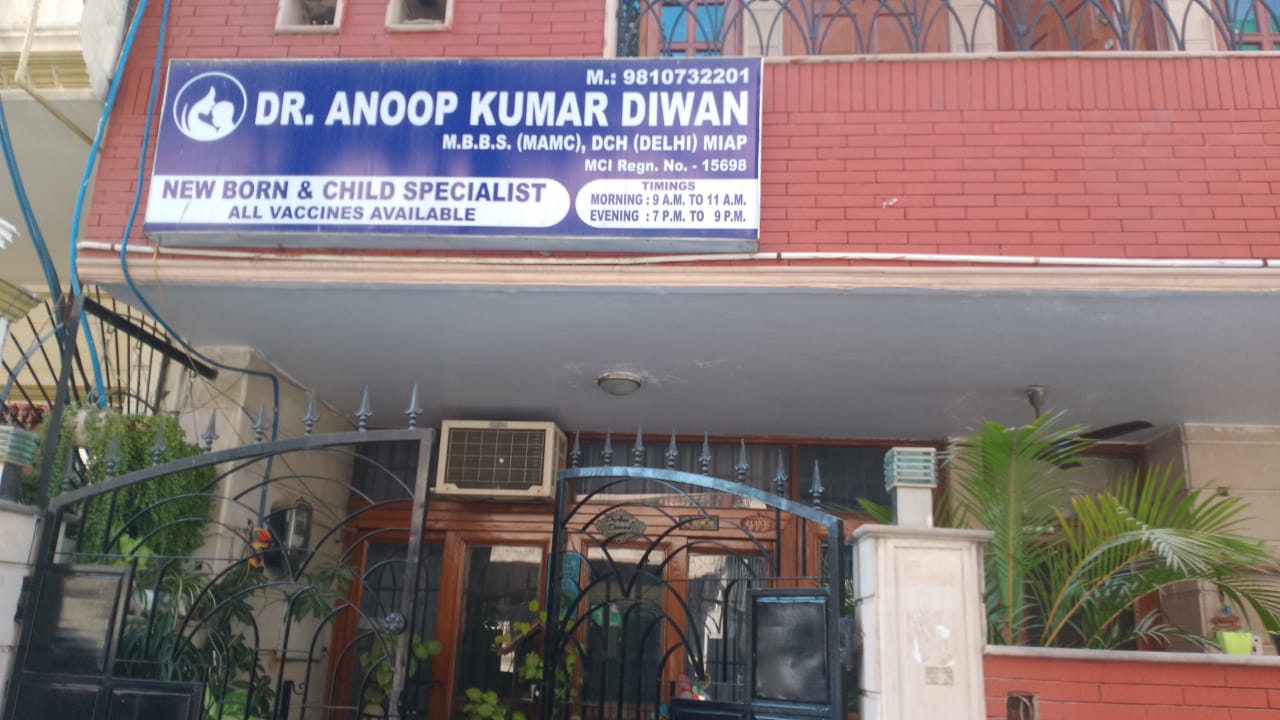 M.: 9810732201
DR. ANOOP KUMAR DIWAN
M.B.B.S. (MAMC), DCH (DELHI) MIAP
MCI Regn. No. - 15698
NEW BORN & CHILD SPECIALIST
ALL VACCINES AVAILABLE
TIMINGS
MORNING : 9 A.M. TO 11 A.M.
EVENING : 7 P.M. TO 9 P.M.